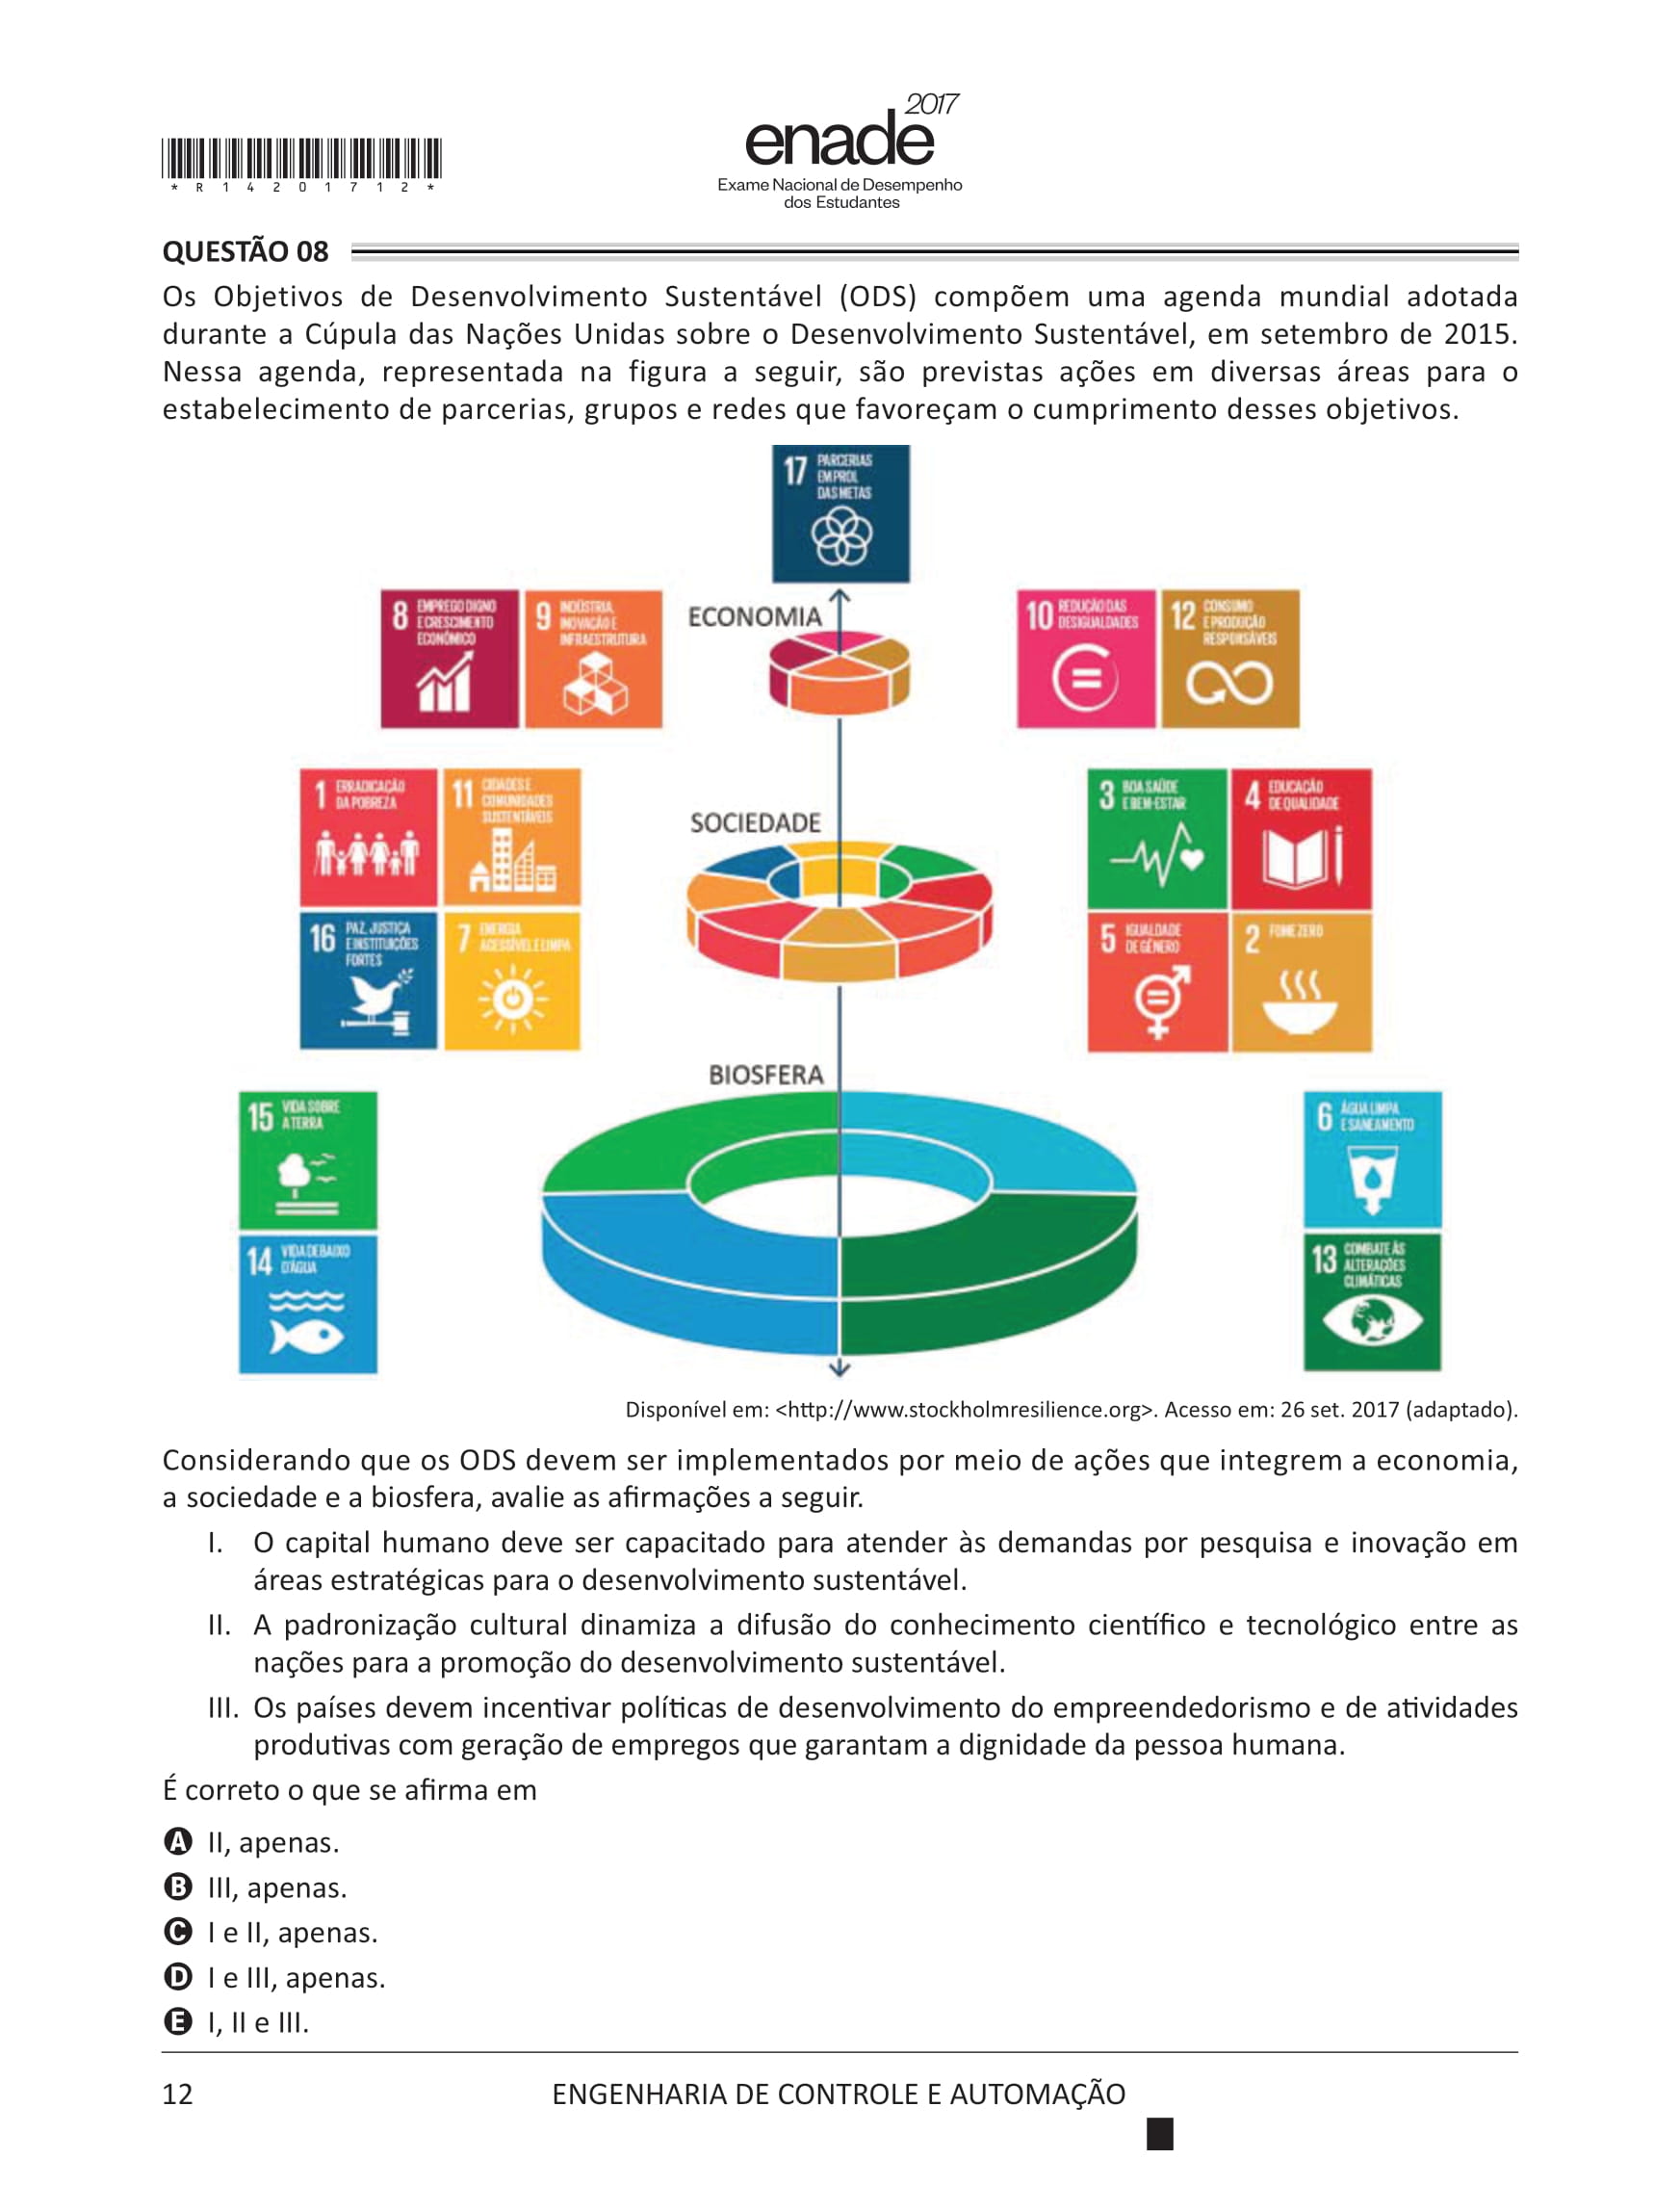 2017
enade
Exame Nacional de Desempenho
dos Estudantes
* R 1 4 2 0 1 7 1 2 *
QUESTÃO 08
Os Objetivos de Desenvolvimento Sustentável (ODS) compõem uma agenda mundial adotada
durante a Cúpula das Nações Unidas sobre o Desenvolvimento Sustentável, em setembro de 2015.
Nessa agenda, representada na figura a seguir, são previstas ações em diversas áreas para o
estabelecimento de parcerias, grupos e redes que favoreçam o cumprimento desses objetivos.
17 PARCERIAS
EM PROL
DAS METAS
8 EMPREGO DIGNO
E CRESCIMENTO
ECONÔMICO
9 INDÚSTRIA,
INOVAÇÃO E
INFRAESTRUTURA
ECONOMIA
10 REDUÇÃO DAS
DESIGUALDADES
12 CONSUMO
E PRODUÇÃO
RESPONSÁVEIS
1 ERRADICAÇÃO
DA POBREZA
11 CIDADES E
COMUNIDADES
SUSTENTÁVEIS
SOCIEDADE
3 BOA SAÚDE
E BEM-ESTAR
4 EDUCAÇÃO
DE QUALIDADE
16 PAZ, JUSTIÇA
E INSTITUIÇÕES
FORTES
7 ENERGIA
ACESSÍVEL E LIMPA
5 IGUALDADE
DE GÊNERO
2 FOME ZERO
BIOSFERA
15 VIDA SOBRE
A TERRA
6 ÁGUA LIMPA
E SANEAMENTO
14 VIDA DEBAIXO
D'ÁGUA
13 COMBATE ÀS
ALTERAÇÕES
CLIMÁTICAS
Disponível em: <http://www.stockholmresilience.org>. Acesso em: 26 set. 2017 (adaptado).
Considerando que os ODS devem ser implementados por meio de ações que integrem a economia,
a sociedade e a biosfera, avalie as afirmações a seguir.
I. O capital humano deve ser capacitado para atender às demandas por pesquisa e inovação em
áreas estratégicas para o desenvolvimento sustentável.
II. A padronização cultural dinamiza a difusão do conhecimento científico e tecnológico entre as
nações para a promoção do desenvolvimento sustentável.
III. Os países devem incentivar políticas de desenvolvimento do empreendedorismo e de atividades
produtivas com geração de empregos que garantam a dignidade da pessoa humana.
É correto o que se afirma em
A II, apenas.
B III, apenas.
C I e II, apenas.
D I e III, apenas.
E I, II e III.
12 ENGENHARIA DE CONTROLE E AUTOMAÇÃO